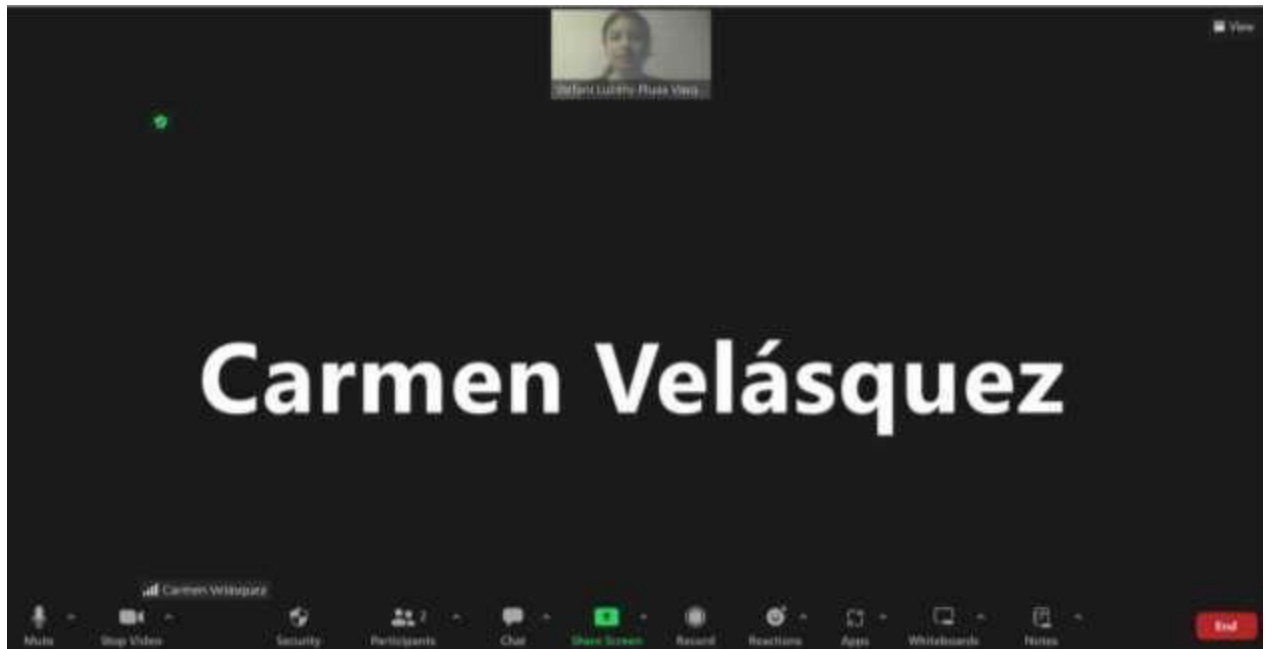 View
Carmen Velásquez
Carmen Velásquez
Mute
Stop Video
Security
2
Participants
Chat
Share Screen
Record
Reactions
Apps
Whiteboards
Notes
End